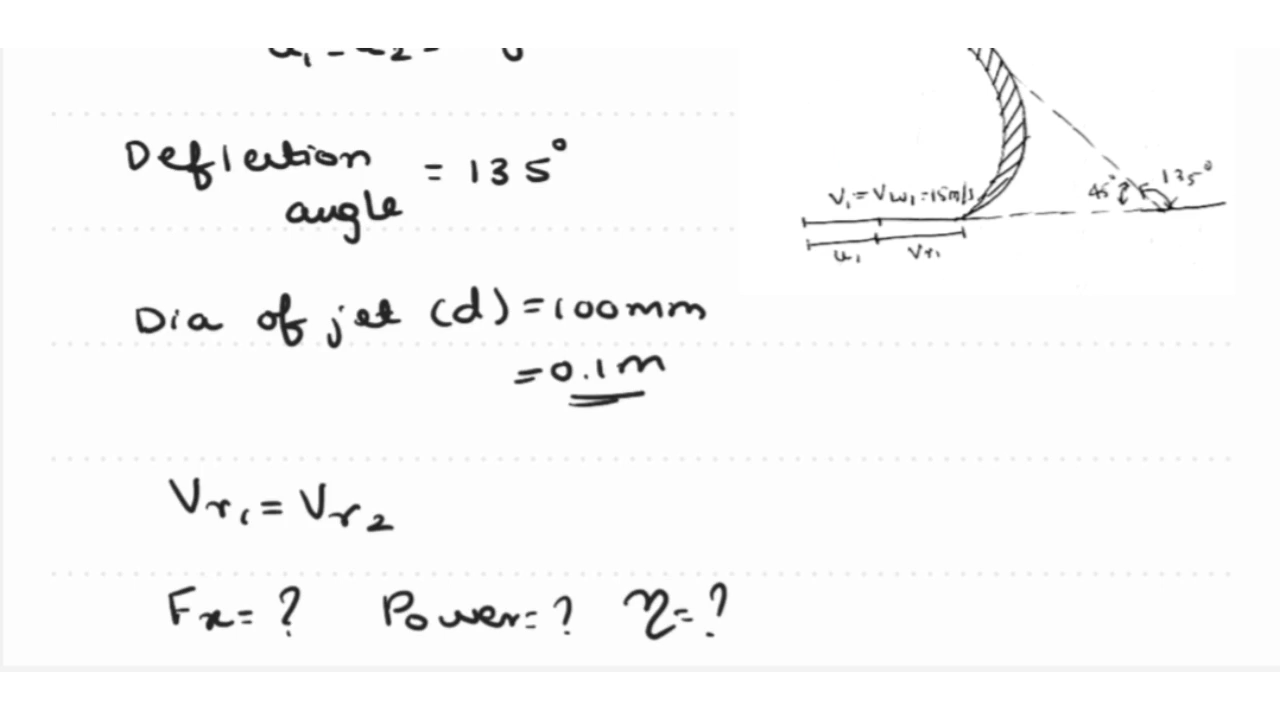 Deflection = 135°
angle
Dia of jet (d) = 100mm
= 0.1m
Vr1 = Vr2
Fx = ? Power = ? η = ?
V1 = Vw1 = 15m/s
u1 Vr1
45° 135°